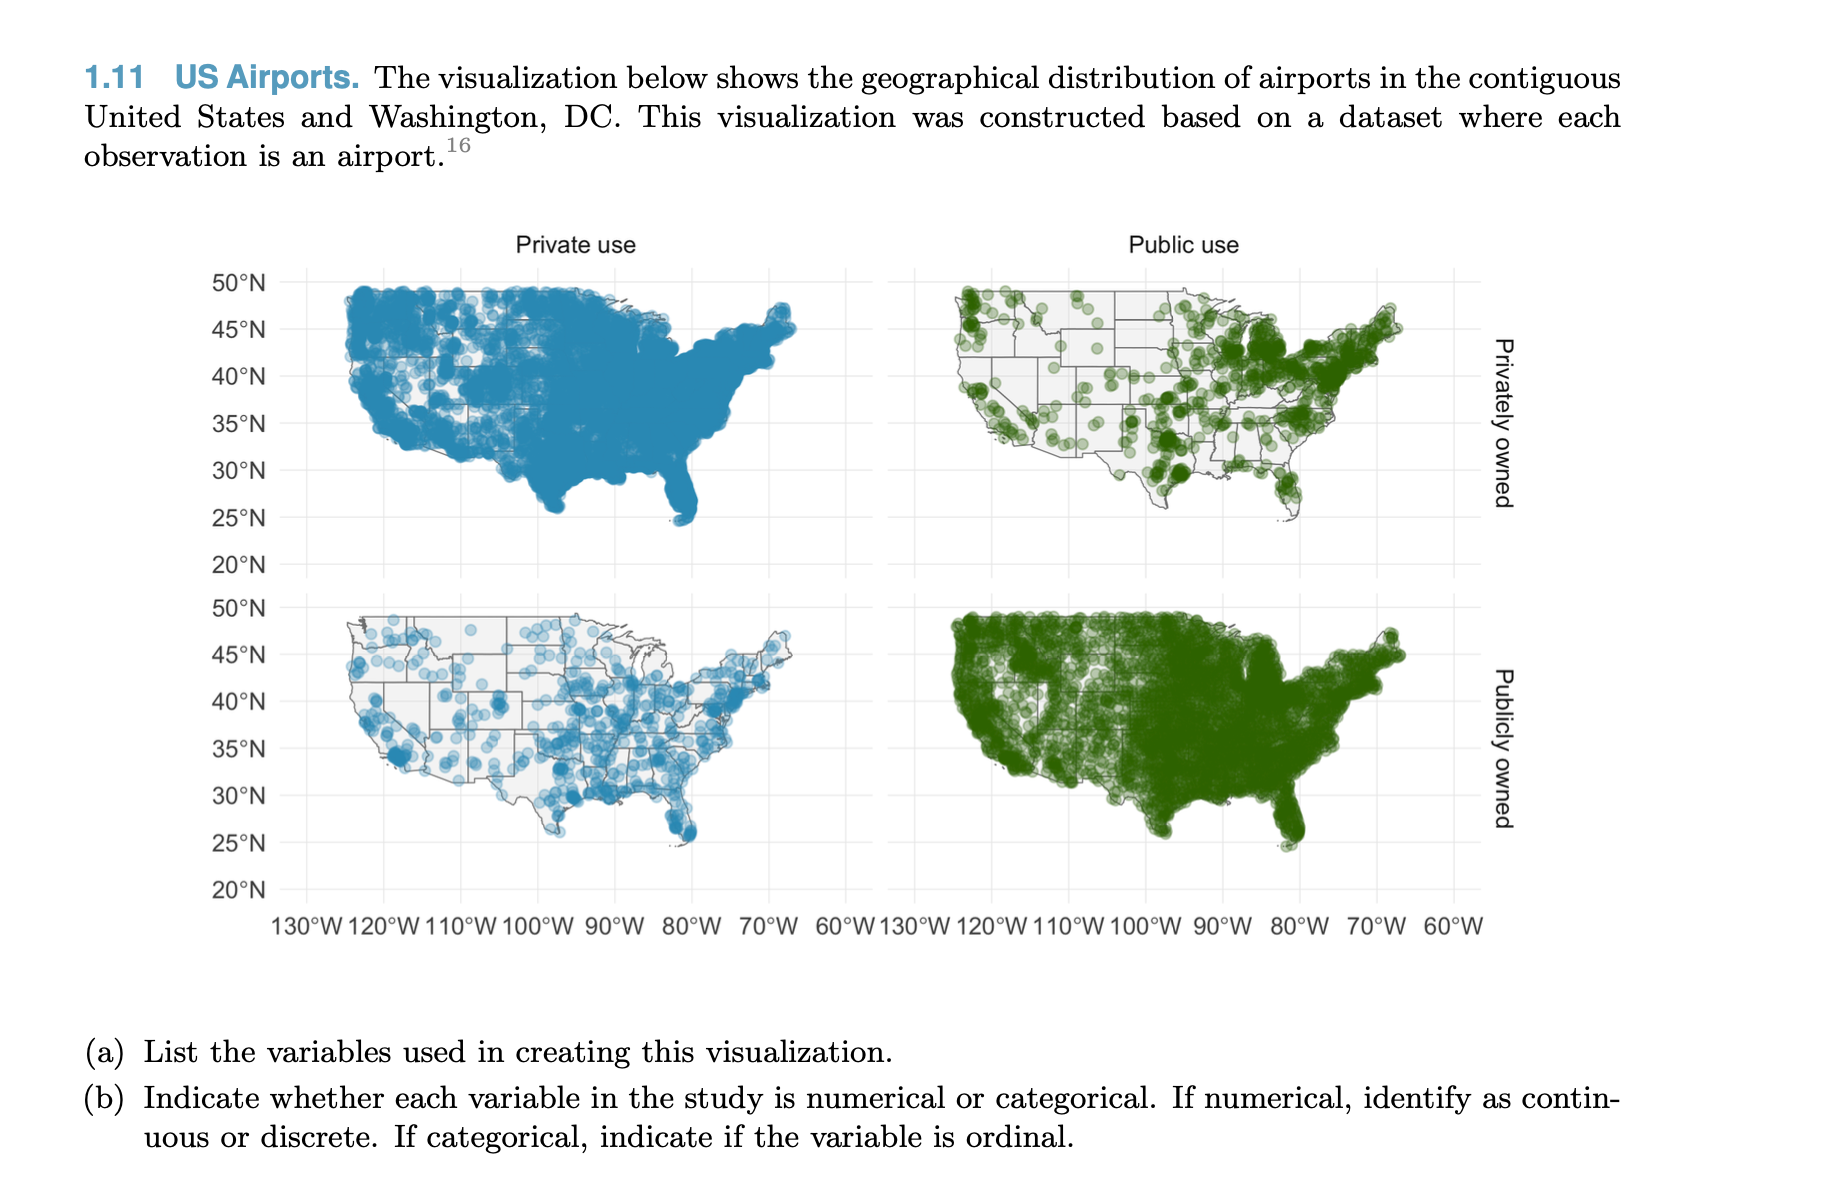 1.11 US Airports. The visualization below shows the geographical distribution of airports in the contiguous
United States and Washington, DC. This visualization was constructed based on a dataset where each
observation is an airport.16
Private use
Public use
50°N
45°N
40°N
35°N
30°N
25°N
20°N
Privately owned
50°N
45°N
40°N
35°N
30°N
25°N
20°N
Publicly owned
130°W 120°W 110°W 100°W 90°W 80°W 70°W 60°W 130°W 120°W 110°W 100°W 90°W 80°W 70°W 60°W
(a) List the variables used in creating this visualization.
(b) Indicate whether each variable in the study is numerical or categorical. If numerical, identify as contin-
uous or discrete. If categorical, indicate if the variable is ordinal.